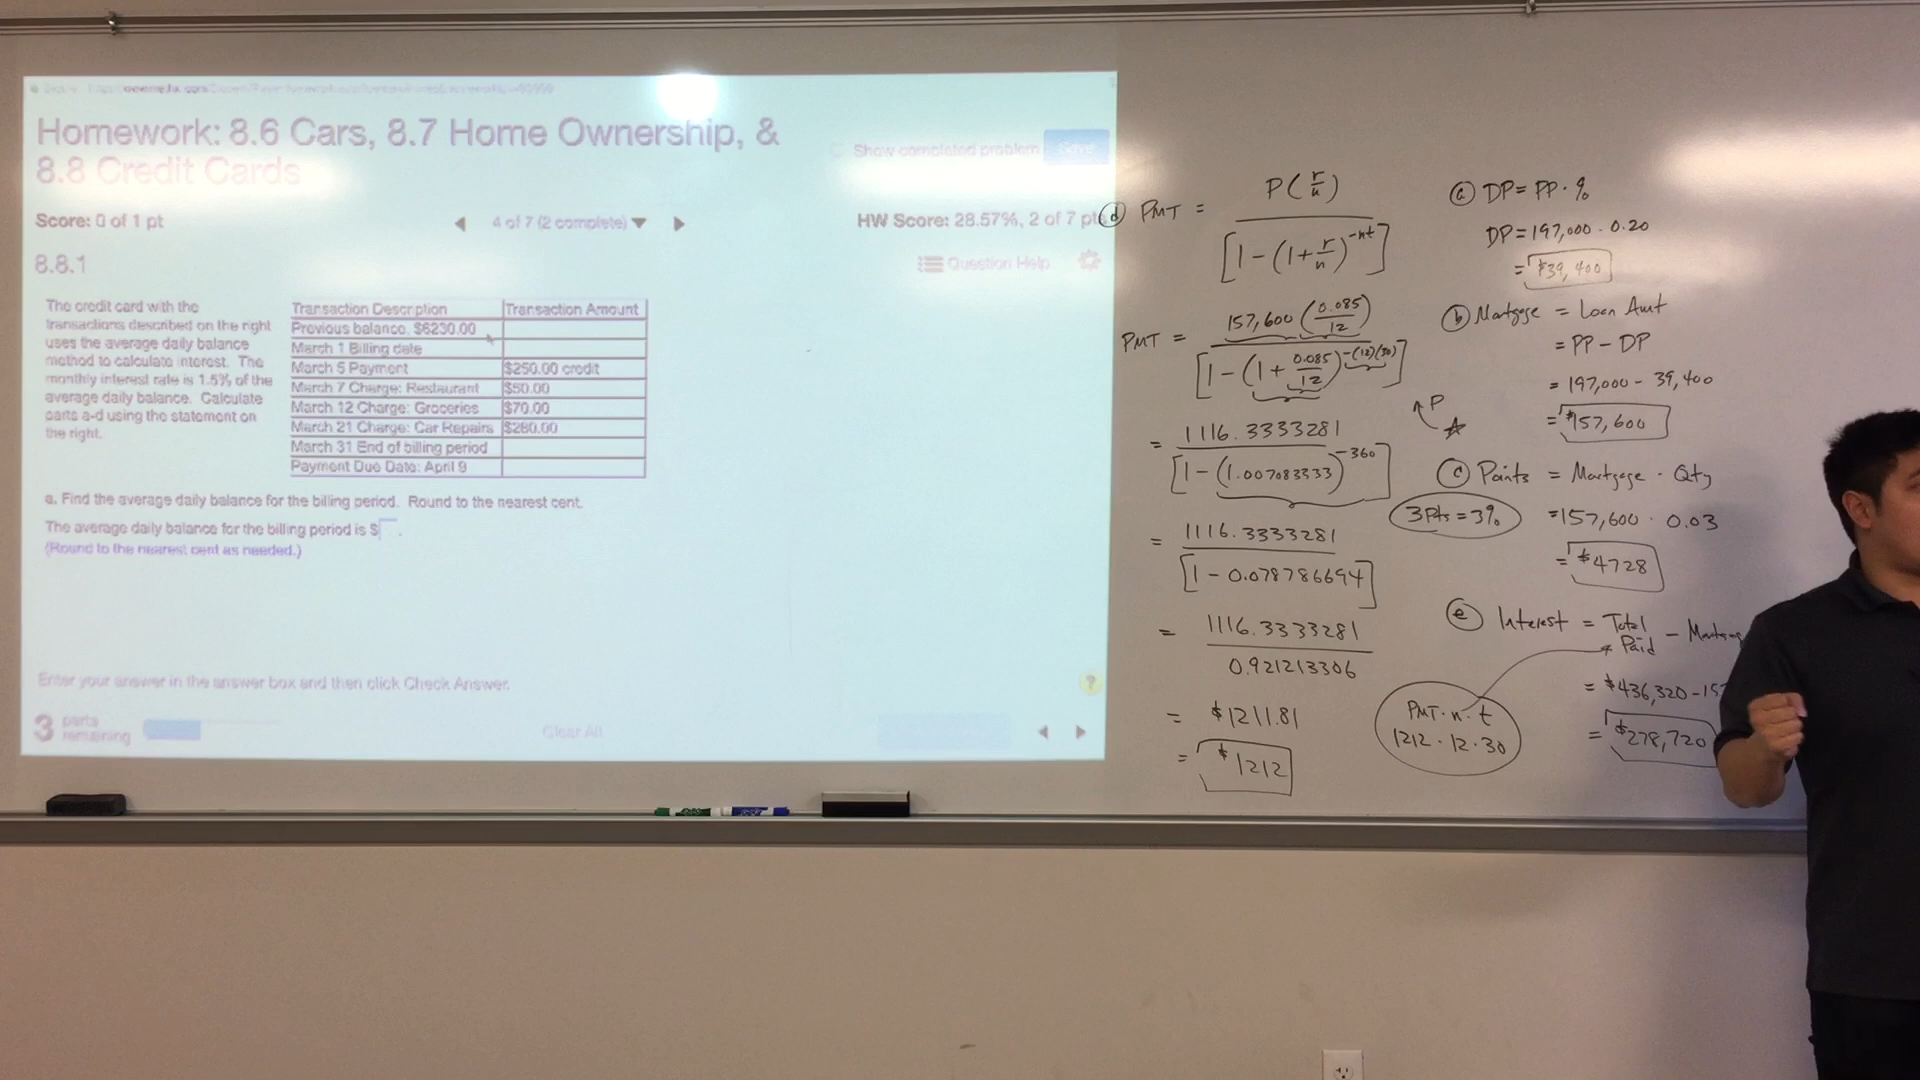 Homework: 8.6 Cars, 8.7 Home Ownership, &
8.8 Credit Cards
Show completed problem
Save
Score: 0 of 1 pt
4 of 7 (2 complete)
HW Score: 28.57%, 2 of 7 pts
8.8.1
Question Help
The credit card with the
transactions described on the right
uses the average daily balance
method to calculate interest. The
monthly interest rate is 1.5% of the
average daily balance. Calculate
parts a-d using the statement on
the right.
Transaction Description Transaction Amount
Previous balance, $6230.00
March 1 Billing date
March 5 Payment $250.00 credit
March 7 Charge: Restaurant $50.00
March 12 Charge: Groceries $70.00
March 21 Charge: Car Repairs $280.00
March 31 End of billing period
Payment Due Date: April 9
a. Find the average daily balance for the billing period. Round to the nearest cent.
The average daily balance for the billing period is $ .
(Round to the nearest cent as needed.)
Enter your answer in the answer box and then click Check Answer.
?
3 parts
remaining
Clear All
(d) PMT = P(r/n) / [1-(1+r/n)^-nt]
PMT = 157,600(0.085/12) / [1-(1+0.085/12)^-(12)(30)]
= 1116.3333281 / [1-(1.007083333)^-360]
= 1116.3333281 / [1-0.078786694]
= 1116.3333281 / 0.921213306
= $1211.81
= $1212
(a) DP = PP · %
DP = 197,000 · 0.20
= $39,400
(b) Mortgage = Loan Amt
= PP - DP
= 197,000 - 39,400
= $157,600
P
(c) Points = Mortgage · Qty
3 Pts = 3%
= 157,600 · 0.03
= $4728
(e) Interest = Total Paid -
= $436,320 -
PMT · n · t
1212 · 12 · 30
= $278,720